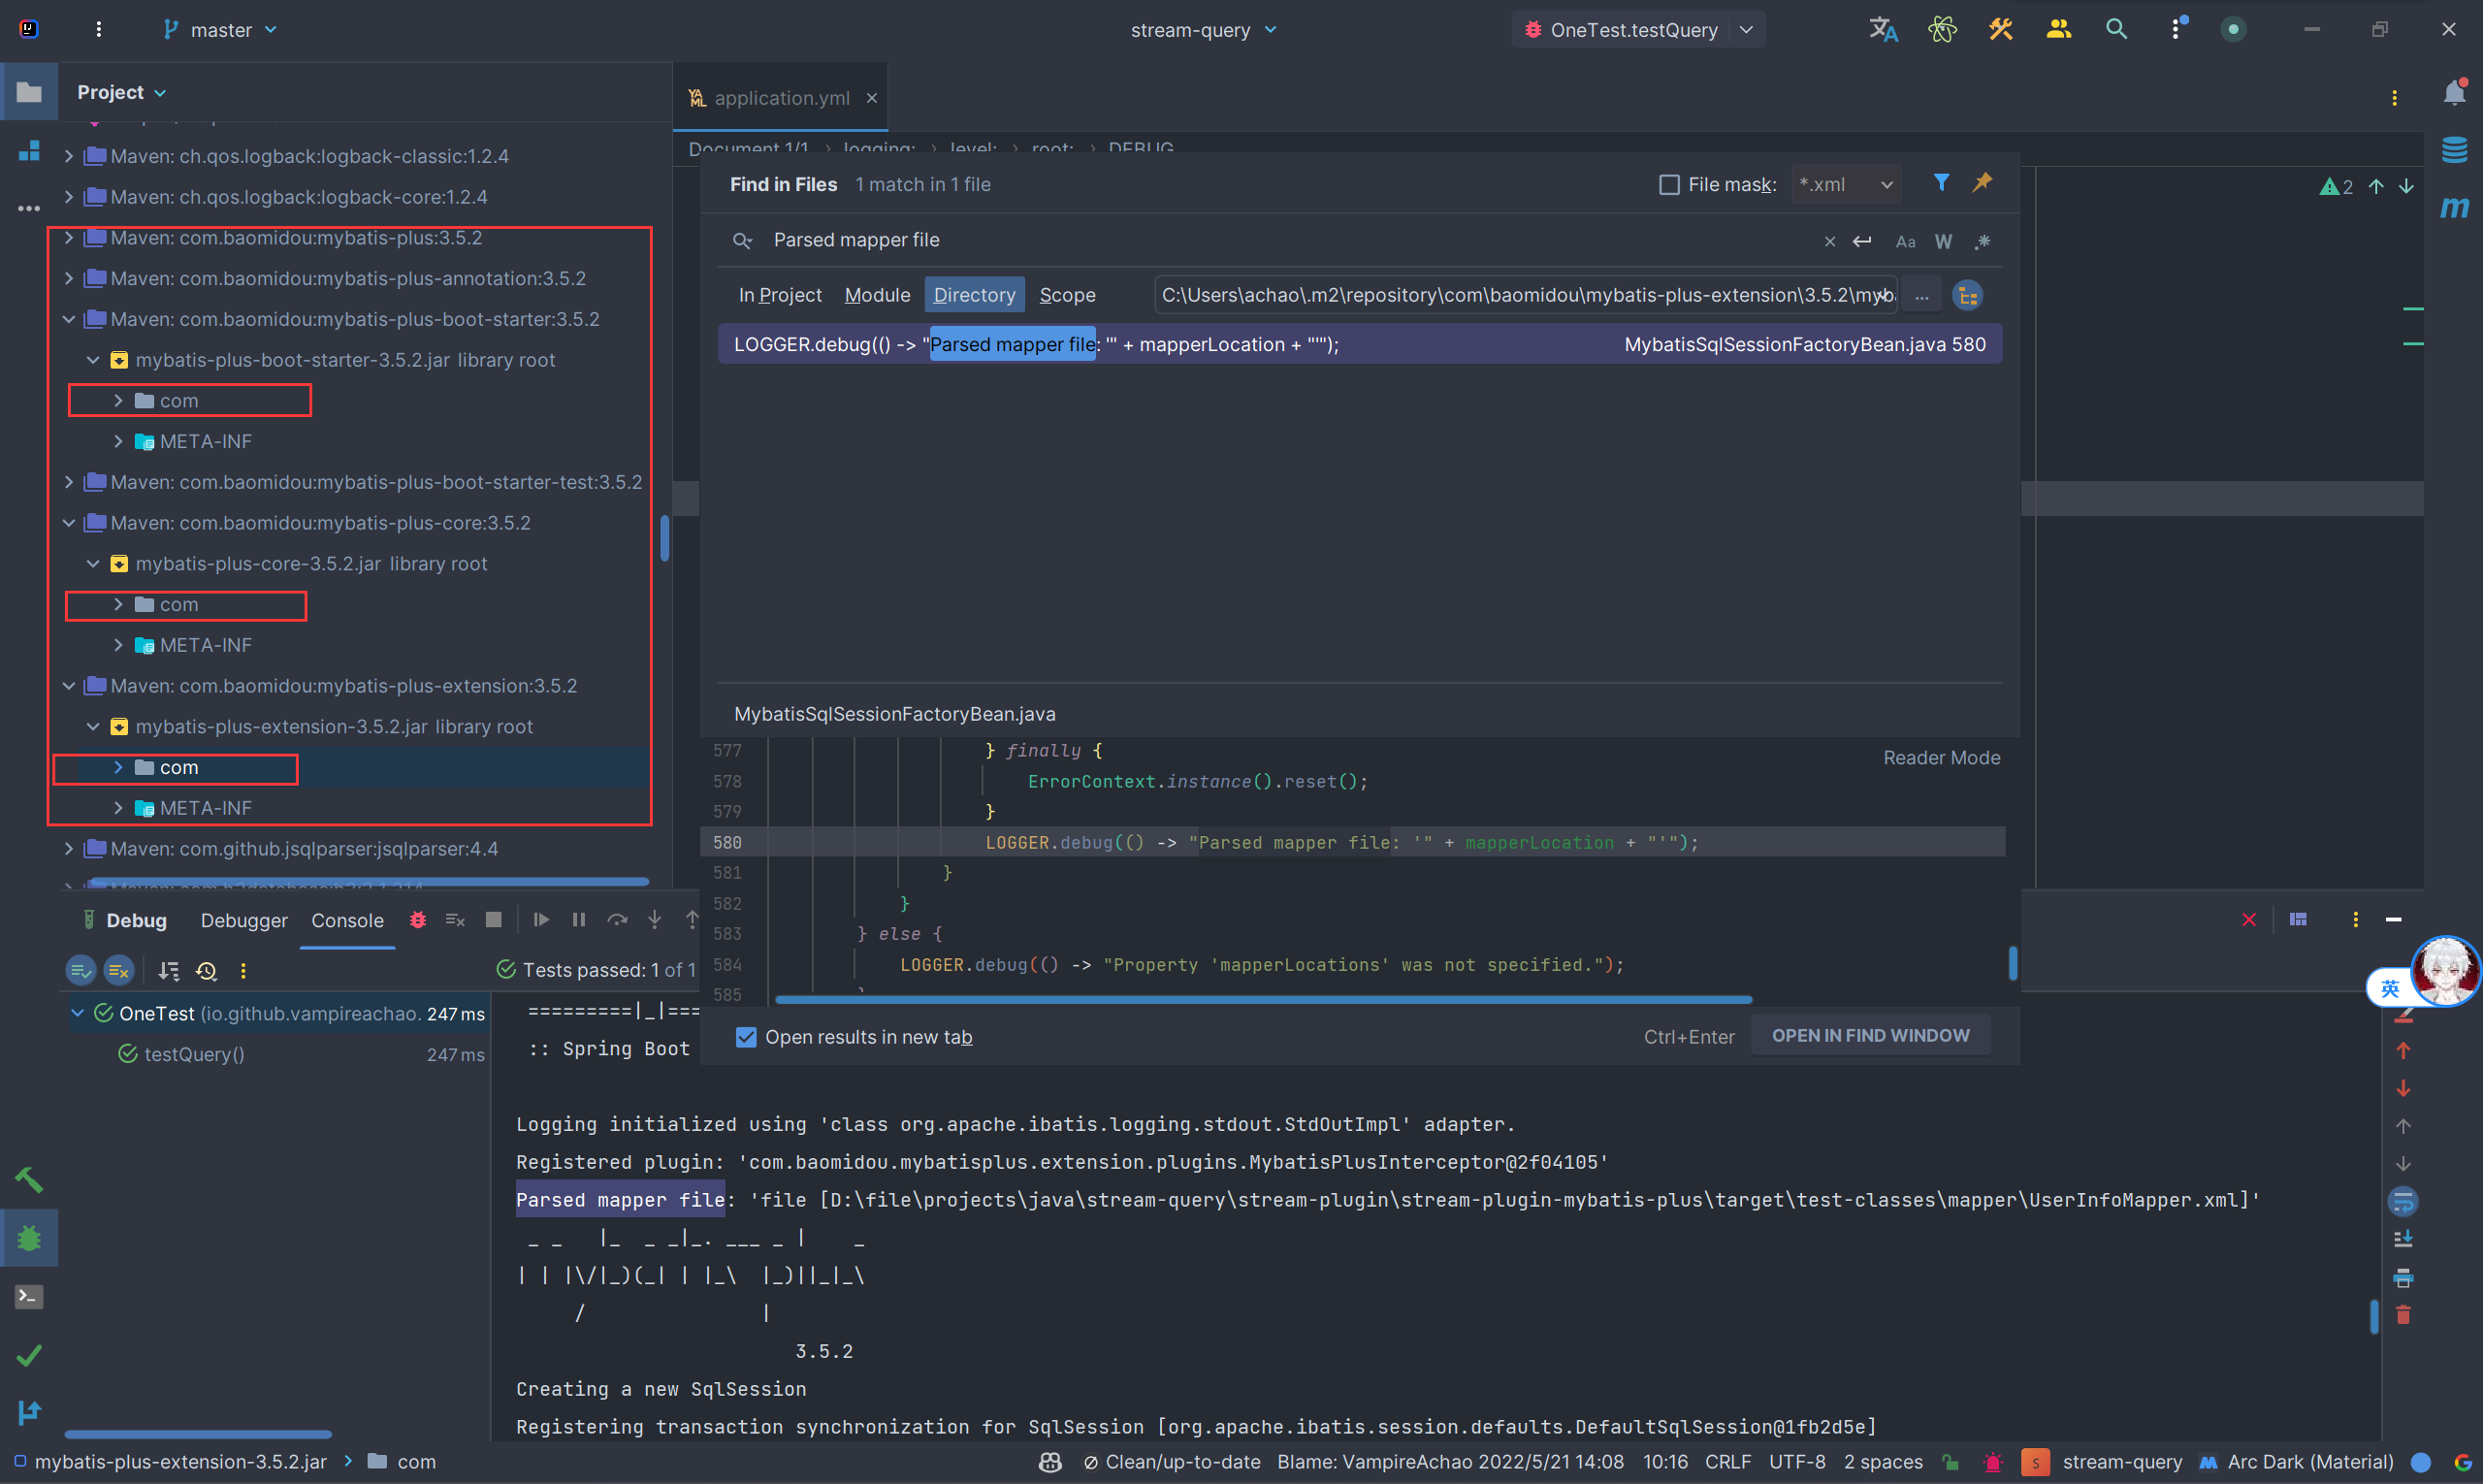 master
stream-query
OneTest.testQuery
Project
application.yml
Maven: ch.qos.logback:logback-classic:1.2.4
Maven: ch.qos.logback:logback-core:1.2.4
Maven: com.baomidou:mybatis-plus:3.5.2
Maven: com.baomidou:mybatis-plus-annotation:3.5.2
Maven: com.baomidou:mybatis-plus-boot-starter:3.5.2
mybatis-plus-boot-starter-3.5.2.jar library root
com
META-INF
Maven: com.baomidou:mybatis-plus-boot-starter-test:3.5.2
Maven: com.baomidou:mybatis-plus-core:3.5.2
mybatis-plus-core-3.5.2.jar library root
com
META-INF
Maven: com.baomidou:mybatis-plus-extension:3.5.2
mybatis-plus-extension-3.5.2.jar library root
com
META-INF
Maven: com.github.jsqlparser:jsqlparser:4.4
Document 1/1 › logging: › level: › root: › DEBUG
2
Find in Files 1 match in 1 file
File mask: *.xml
Parsed mapper file
Aa W .*
In Project Module Directory Scope
C:\Users\achao\.m2\repository\com\baomidou\mybatis-plus-extension\3.5.2\myb
...
LOGGER.debug(() -> "Parsed mapper file: '" + mapperLocation + "'"); MybatisSqlSessionFactoryBean.java 580
MybatisSqlSessionFactoryBean.java
Reader Mode
577 } finally {
578 ErrorContext.instance().reset();
579 }
580 LOGGER.debug(() -> "Parsed mapper file: '" + mapperLocation + "'");
581 }
582 }
583 } else {
584 LOGGER.debug(() -> "Property 'mapperLocations' was not specified.");
585
Open results in new tab
Ctrl+Enter
OPEN IN FIND WINDOW
Debug Debugger Console
Tests passed: 1 of 1
OneTest (io.github.vampireachao. 247 ms
testQuery() 247 ms
英
=========|_|===
:: Spring Boot
Logging initialized using 'class org.apache.ibatis.logging.stdout.StdOutImpl' adapter.
Registered plugin: 'com.baomidou.mybatisplus.extension.plugins.MybatisPlusInterceptor@2f04105'
Parsed mapper file: 'file [D:\file\projects\java\stream-query\stream-plugin\stream-plugin-mybatis-plus\target\test-classes\mapper\UserInfoMapper.xml]'
 _ _   |_  _ _|_. ___ _ |    _
| | |\/|_)(_| | |_\  |_)||_|_\
     /               |
3.5.2
Creating a new SqlSession
Registering transaction synchronization for SqlSession [org.apache.ibatis.session.defaults.DefaultSqlSession@1fb2d5e]
mybatis-plus-extension-3.5.2.jar › com
Clean/up-to-date Blame: VampireAchao 2022/5/21 14:08 10:16 CRLF UTF-8 2 spaces stream-query Arc Dark (Material)